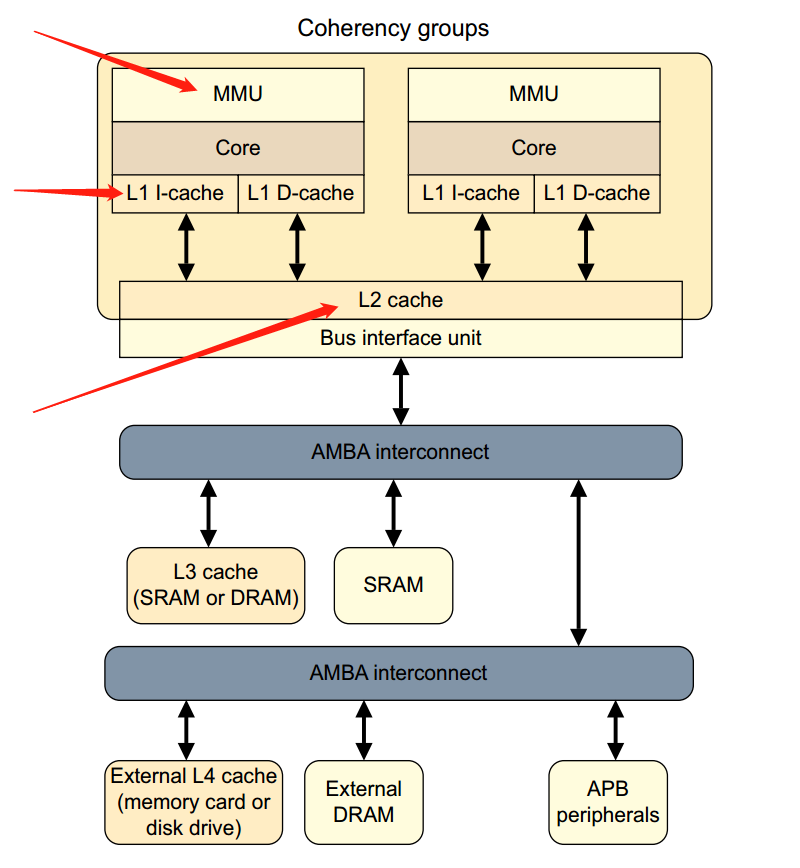 Coherency groups
MMU
MMU
Core
Core
L1 I-cache
L1 D-cache
L1 I-cache
L1 D-cache
L2 cache
Bus interface unit
AMBA interconnect
L3 cache
(SRAM or DRAM)
SRAM
AMBA interconnect
External L4 cache
(memory card or
disk drive)
External
DRAM
APB
peripherals